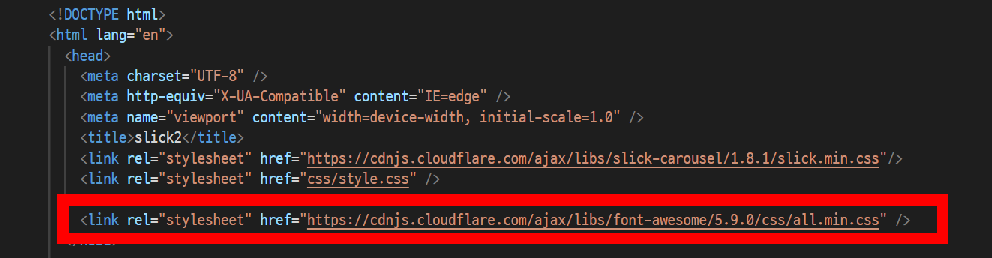 <!DOCTYPE html>
<html lang="en">
<head>
<meta charset="UTF-8" />
<meta http-equiv="X-UA-Compatible" content="IE=edge" />
<meta name="viewport" content="width=device-width, initial-scale=1.0" />
<title>slick2</title>
<link rel="stylesheet" href="https://cdnjs.cloudflare.com/ajax/libs/slick-carousel/1.8.1/slick.min.css"/>
<link rel="stylesheet" href="css/style.css" />
<link rel="stylesheet" href="https://cdnjs.cloudflare.com/ajax/libs/font-awesome/5.9.0/css/all.min.css" />